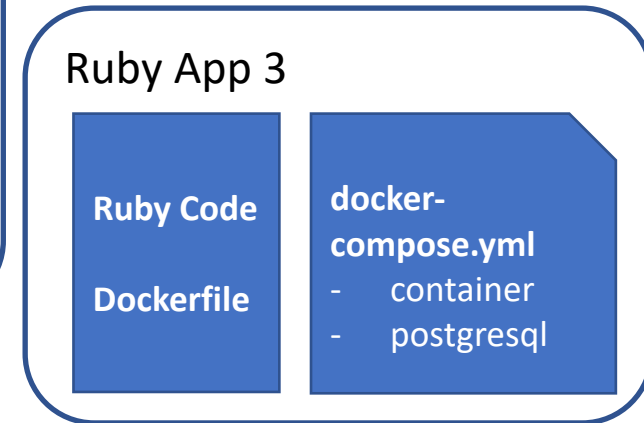 Ruby App 3
Ruby Code
Dockerfile
docker-
compose.yml
- container
- postgresql